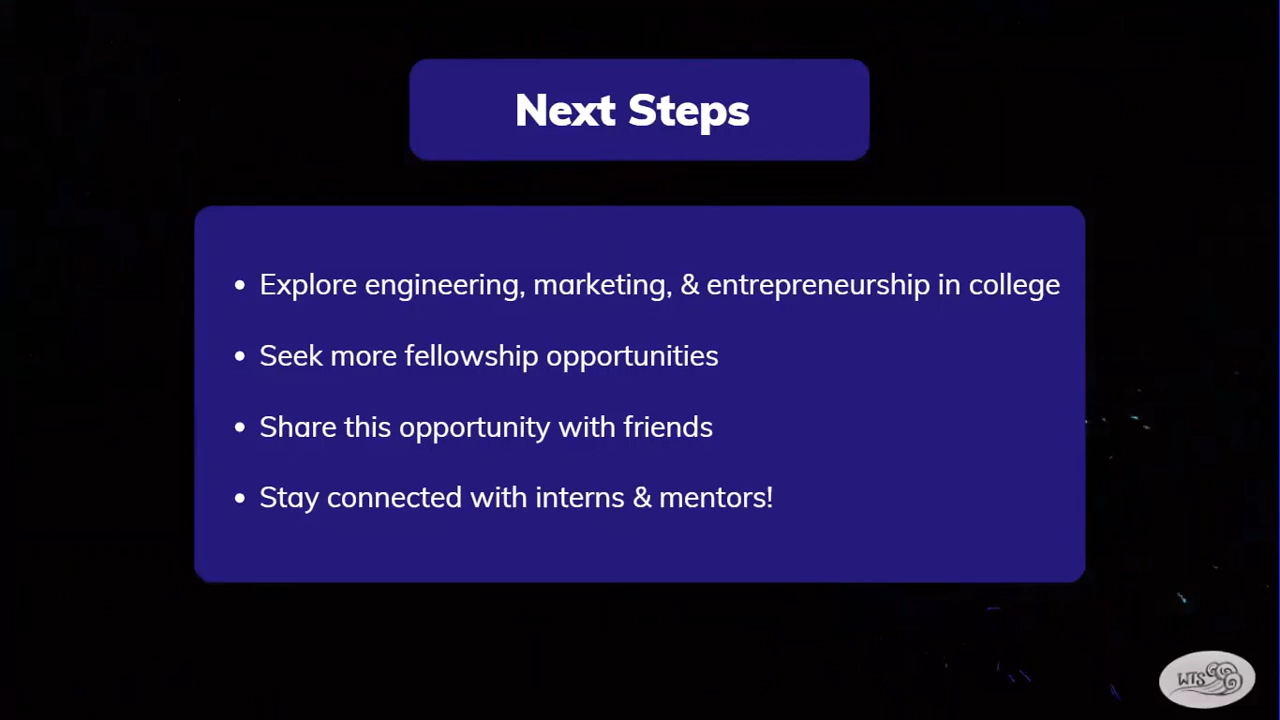 Next Steps
• Explore engineering, marketing, & entrepreneurship in college
• Seek more fellowship opportunities
• Share this opportunity with friends
• Stay connected with interns & mentors!
WTS